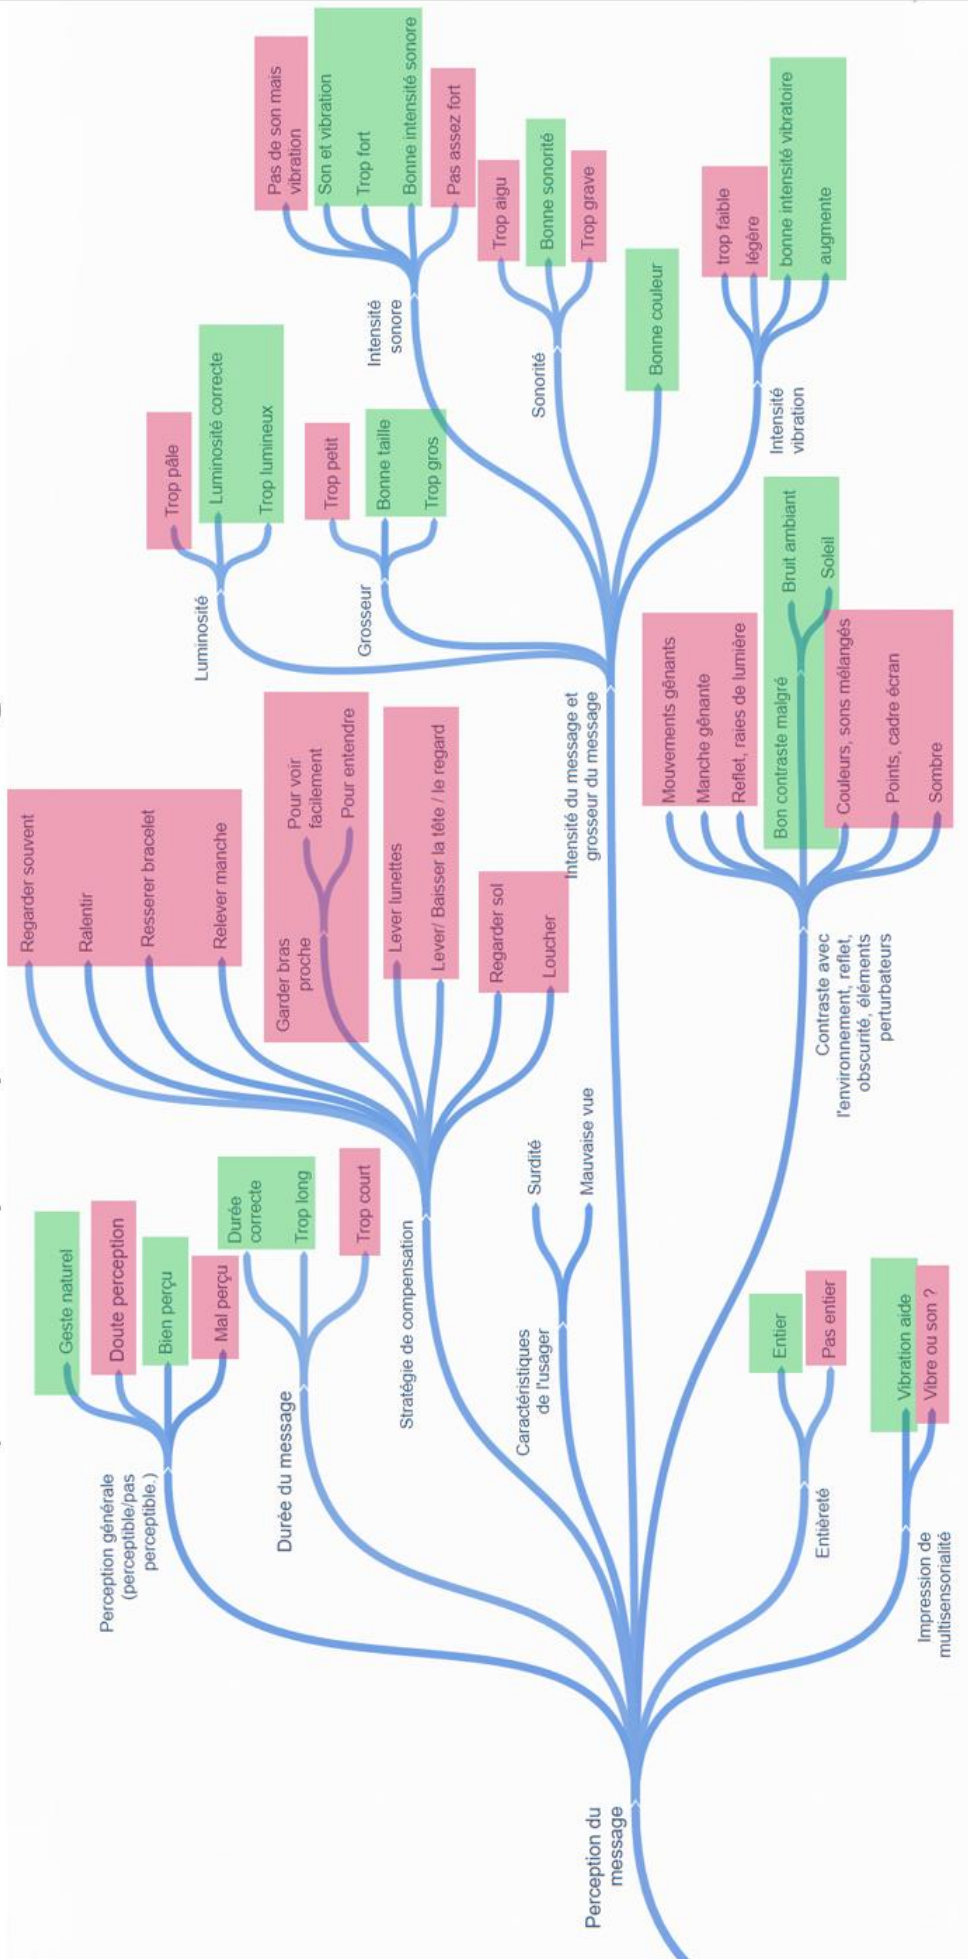 Perception du
message
Perception générale
(perceptible/pas
perceptible.)
Geste naturel
Doute perception
Bien perçu
Mal perçu
Durée du message
Durée
correcte
Trop long
Trop court
Stratégie de compensation
Regarder souvent
Ralentir
Resserer bracelet
Relever manche
Garder bras
proche
Pour voir
facilement
Pour entendre
Lever lunettes
Lever/ Baisser la tête / le regard
Regarder sol
Loucher
Caractéristiques
de l'usager
Surdité
Mauvaise vue
Intensité du message et
grosseur du message
Luminosité
Trop pâle
Luminosité correcte
Trop lumineux
Grosseur
Trop petit
Bonne taille
Trop gros
Intensité
sonore
Pas de son mais
vibration
Son et vibration
Trop fort
Bonne intensité sonore
Pas assez fort
Sonorité
Trop aigu
Bonne sonorité
Trop grave
Bonne couleur
Intensité
vibration
trop faible
légère
bonne intensité vibratoire
augmente
Contraste avec
l'environnement, reflet,
obscurité, éléments
perturbateurs
Mouvements gênants
Manche gênante
Reflet, raies de lumière
Bon contraste malgré
Bruit ambiant
Soleil
Couleurs, sons mélangés
Points, cadre écran
Sombre
Entièreté
Entier
Pas entier
Impression de
multisensorialité
Vibration aide
Vibre ou son ?